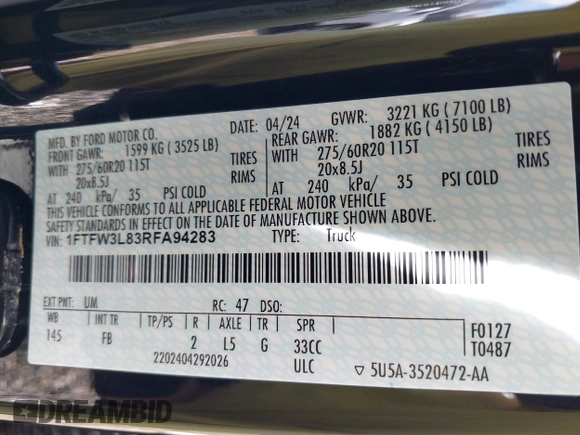 MFD. BY FORD MOTOR CO. DATE: 04/24 GVWR: 3221 KG ( 7100 LB)
FRONT GAWR: 1599 KG ( 3525 LB) REAR GAWR: 1882 KG ( 4150 LB)
WITH 275/60R20 115T TIRES WITH 275/60R20 115T TIRES
20x8.5J RIMS 20x8.5J RIMS
AT 240 kPa/ 35 PSI COLD AT 240 kPa/ 35 PSI COLD
THIS VEHICLE CONFORMS TO ALL APPLICABLE FEDERAL MOTOR VEHICLE
SAFETY STANDARDS IN EFFECT ON THE DATE OF MANUFACTURE SHOWN ABOVE.
VIN: 1FTFW3L83RFA94283 TYPE: Truck
EXT PNT: UM RC: 47 DSO:
WB INT TR TP/PS R AXLE TR SPR F0127
145 FB 2 L5 G 33CC T0487
2202404292026 ULC ▽ 5U5A-3520472-AA
DREAMBID